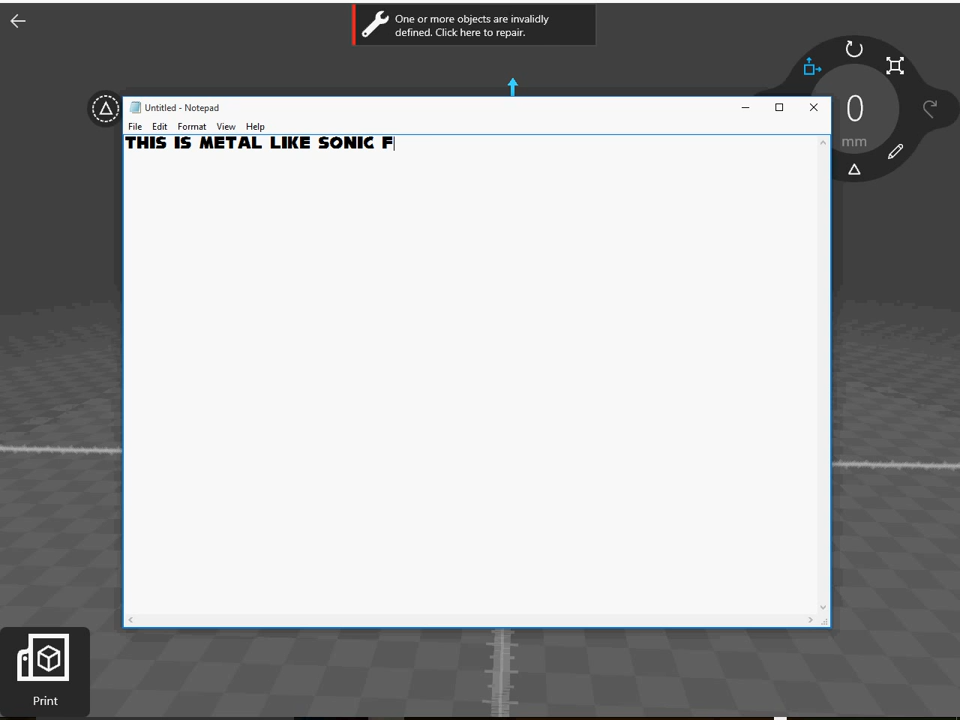 One or more objects are invalidly
defined. Click here to repair.
Untitled - Notepad
File Edit Format View Help
THIS IS METAL LIKE SONIC F
0
mm
Print